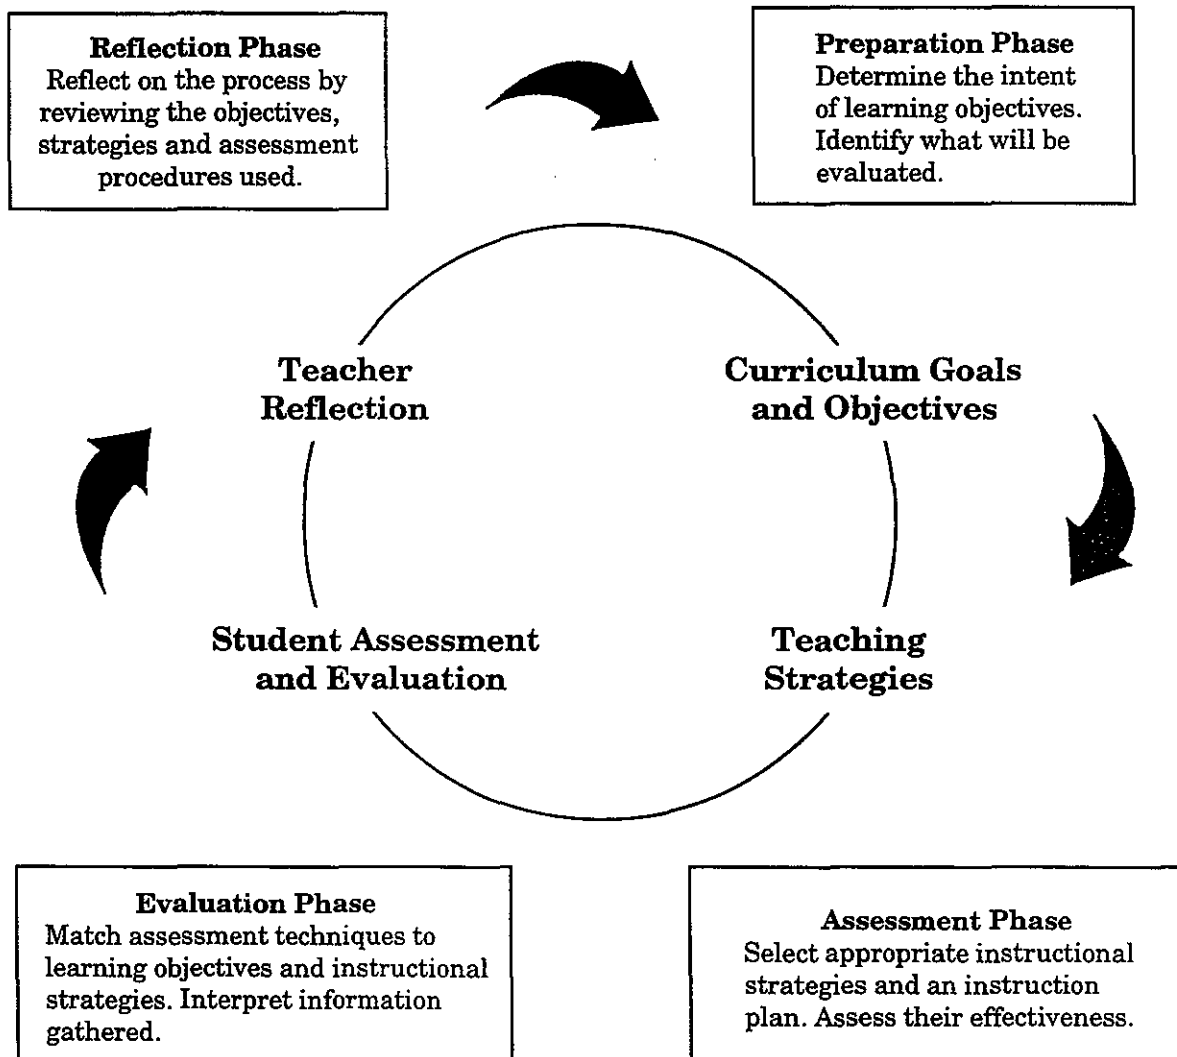 Reflection Phase
Reflect on the process by
reviewing the objectives,
strategies and assessment
procedures used.
Preparation Phase
Determine the intent
of learning objectives.
Identify what will be
evaluated.
Teacher
Reflection
Curriculum Goals
and Objectives
Student Assessment
and Evaluation
Teaching
Strategies
Evaluation Phase
Match assessment techniques to
learning objectives and instructional
strategies. Interpret information
gathered.
Assessment Phase
Select appropriate instructional
strategies and an instruction
plan. Assess their effectiveness.